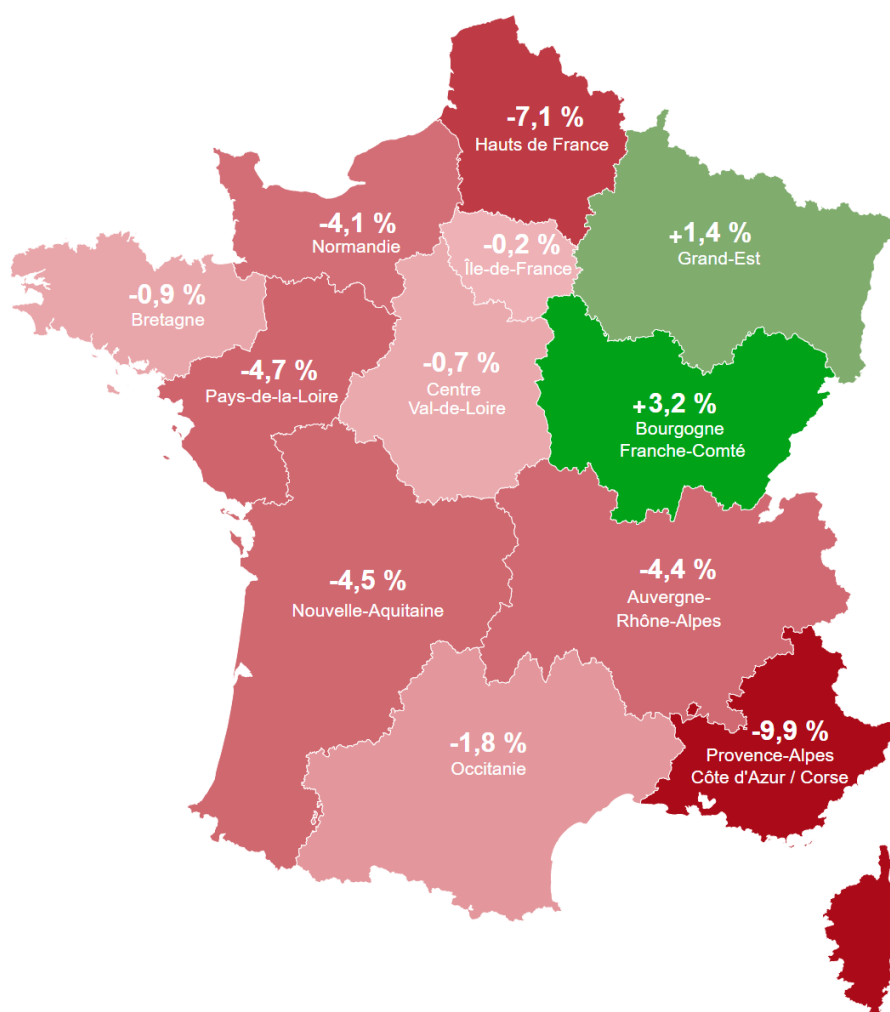 -7,1 %
Hauts de France
-4,1 %
Normandie
-0,2 %
Île-de-France
+1,4 %
Grand-Est
-0,9 %
Bretagne
-4,7 %
Pays-de-la-Loire
-0,7 %
Centre
Val-de-Loire
+3,2 %
Bourgogne
Franche-Comté
-4,5 %
Nouvelle-Aquitaine
-4,4 %
Auvergne-
Rhône-Alpes
-1,8 %
Occitanie
-9,9 %
Provence-Alpes
Côte d'Azur / Corse